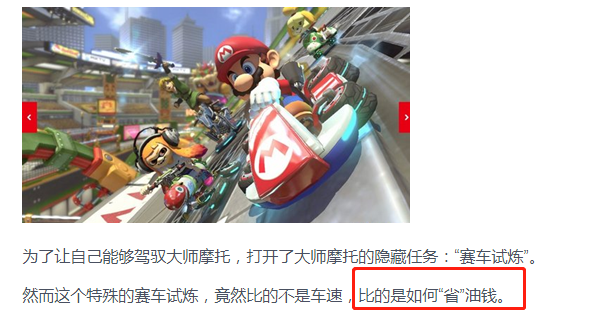 为了让自己能够驾驭大师摩托，打开了大师摩托的隐藏任务：“赛车试炼”。
然而这个特殊的赛车试炼，竟然比的不是车速，比的是如何“省”油钱。